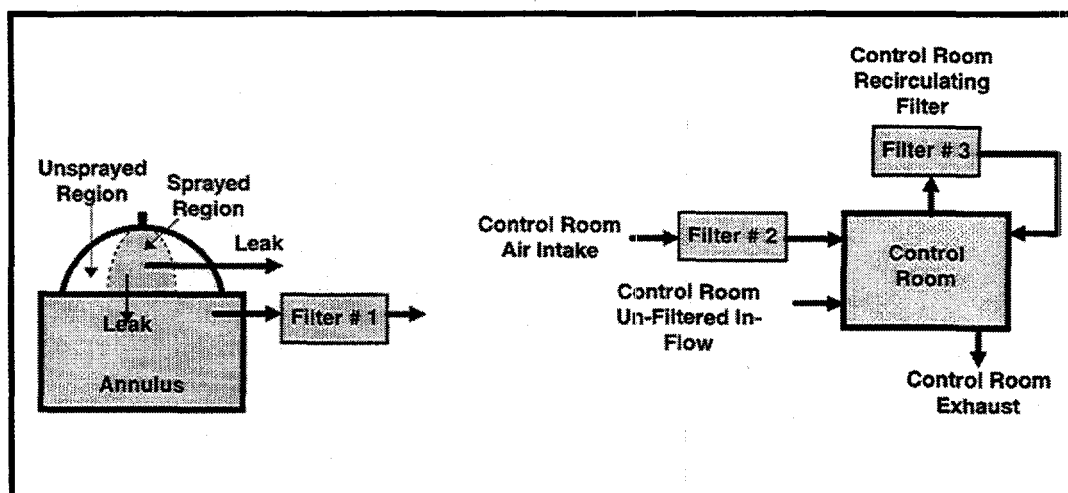 Unsprayed
Region
Sprayed
Region
Leak
Leak
Annulus
Filter # 1
Control Room
Air Intake
Filter # 2
Control Room
Un-Filtered In-
Flow
Control Room
Recirculating
Filter
Filter # 3
Control
Room
Control Room
Exhaust